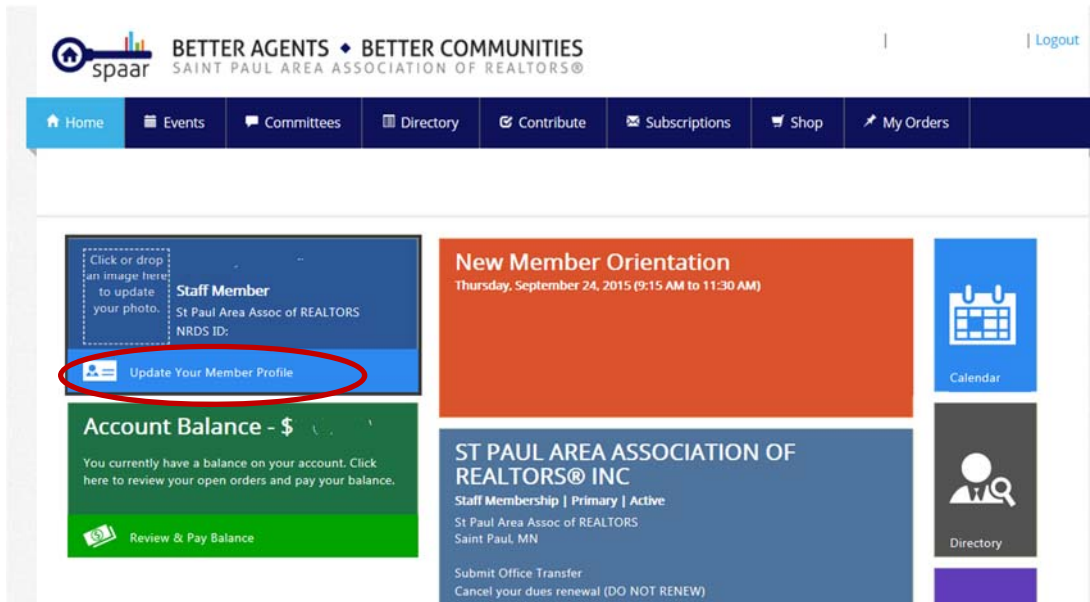 spaar
BETTER AGENTS ◆ BETTER COMMUNITIES
SAINT PAUL AREA ASSOCIATION OF REALTORS®
| | Logout
Home Events Committees Directory Contribute Subscriptions Shop My Orders
Click or drop
an image here
to update
your photo.
Staff Member
St Paul Area Assoc of REALTORS
NRDS ID:
Update Your Member Profile
Account Balance - $
You currently have a balance on your account. Click
here to review your open orders and pay your balance.
Review & Pay Balance
New Member Orientation
Thursday, September 24, 2015 (9:15 AM to 11:30 AM)
ST PAUL AREA ASSOCIATION OF
REALTORS® INC
Staff Membership | Primary | Active
St Paul Area Assoc of REALTORS
Saint Paul, MN
Submit Office Transfer
Cancel your dues renewal (DO NOT RENEW)
Calendar
Directory